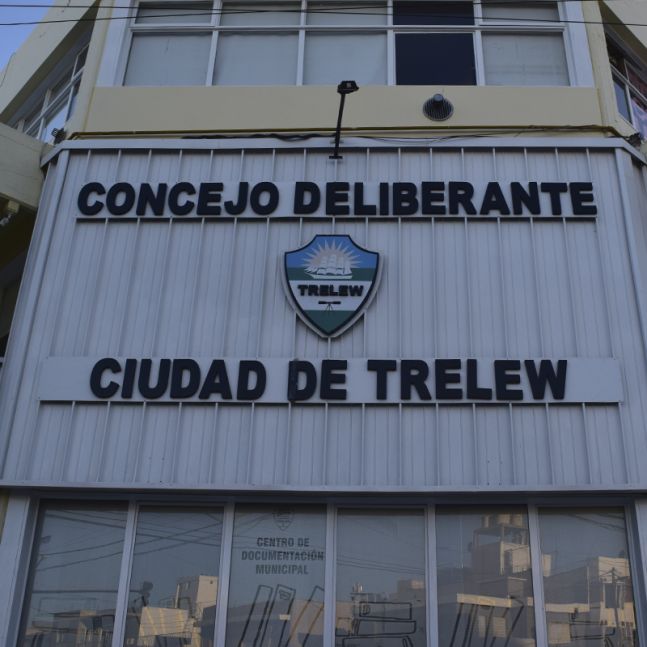 CONCEJO DELIBERANTE
TRELEW
CIUDAD DE TRELEW
CENTRO DE
DOCUMENTACIÓN
MUNICIPAL